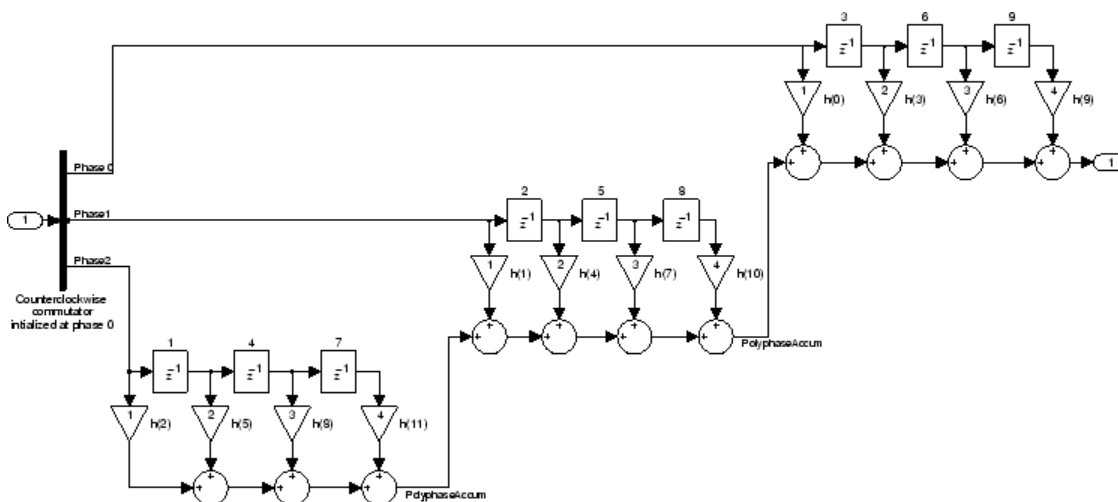 3 6 9
z-1 z-1 z-1
1 2 3 4
h(0) h(3) h(6) h(9)
+ + + +
+ + + +
1
Phase 0
1
Phase1
2 5 8
z-1 z-1 z-1
1 2 3 4
h(1) h(4) h(7) h(10)
+ + + +
+ + + +
PolyphaseAccum
Phase2
Counterclockwise
commutator
intialized at phase 0
1 4 7
z-1 z-1 z-1
1 2 3 4
h(2) h(5) h(8) h(11)
+ + +
+ + +
PolyphaseAccum